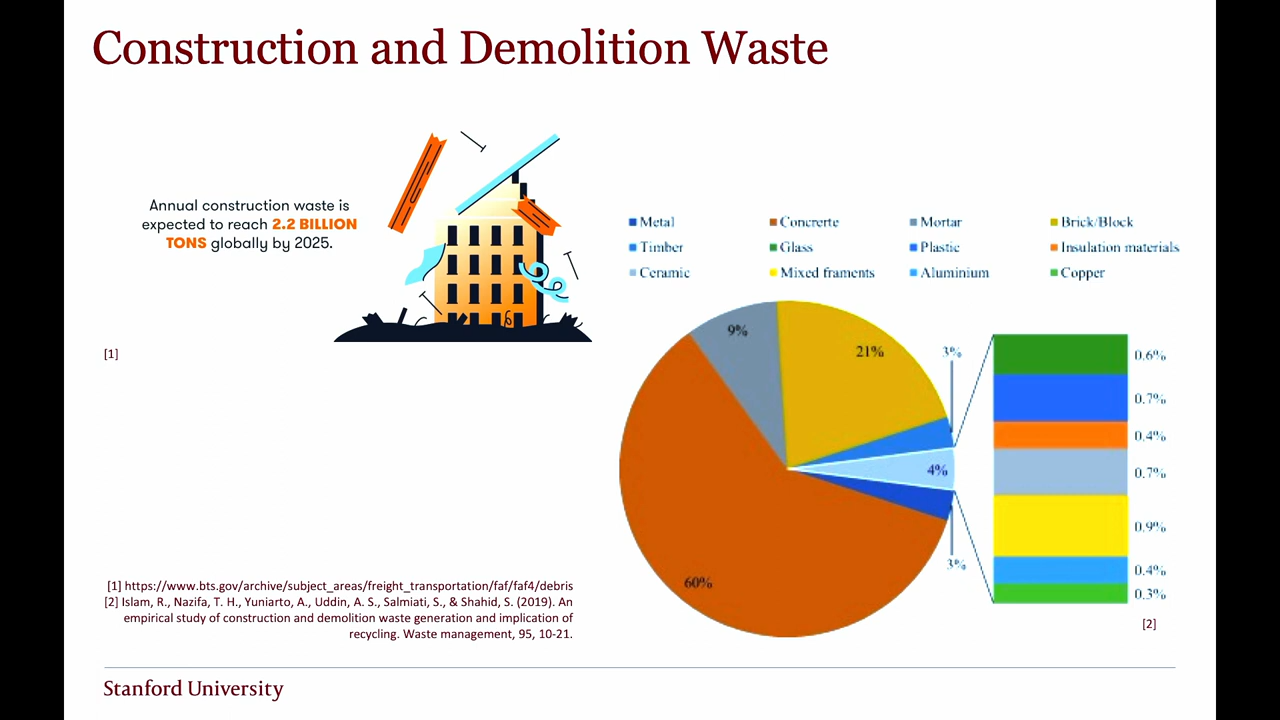 Construction and Demolition Waste
Annual construction waste is
expected to reach 2.2 BILLION
TONS globally by 2025.
[1]
Metal
Concrerte
Mortar
Brick/Block
Timber
Glass
Plastic
Insulation materials
Ceramic
Mixed framents
Aluminium
Copper
9%
21%
3%
4%
3%
60%
0.6%
0.7%
0.4%
0.7%
0.9%
0.4%
0.3%
[2]
[1] https://www.bts.gov/archive/subject_areas/freight_transportation/faf/faf4/debris
[2] Islam, R., Nazifa, T. H., Yuniarto, A., Uddin, A. S., Salmiati, S., & Shahid, S. (2019). An
empirical study of construction and demolition waste generation and implication of
recycling. Waste management, 95, 10-21.
Stanford University